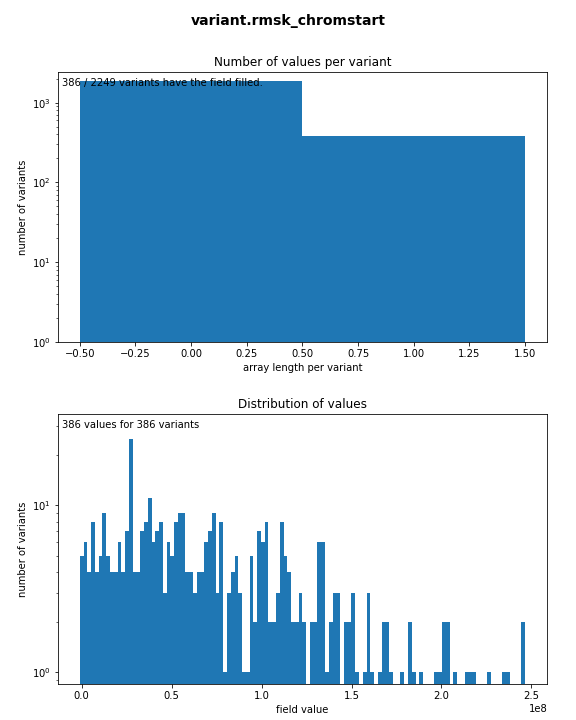 variant.rmsk_chromstart
Number of values per variant
386 / 2249 variants have the field filled.
number of variants
10³
10²
10¹
10⁰
−0.50 −0.25 0.00 0.25 0.50 0.75 1.00 1.25 1.50
array length per variant
Distribution of values
386 values for 386 variants
number of variants
10¹
10⁰
0.0 0.5 1.0 1.5 2.0 2.5
1e8
field value